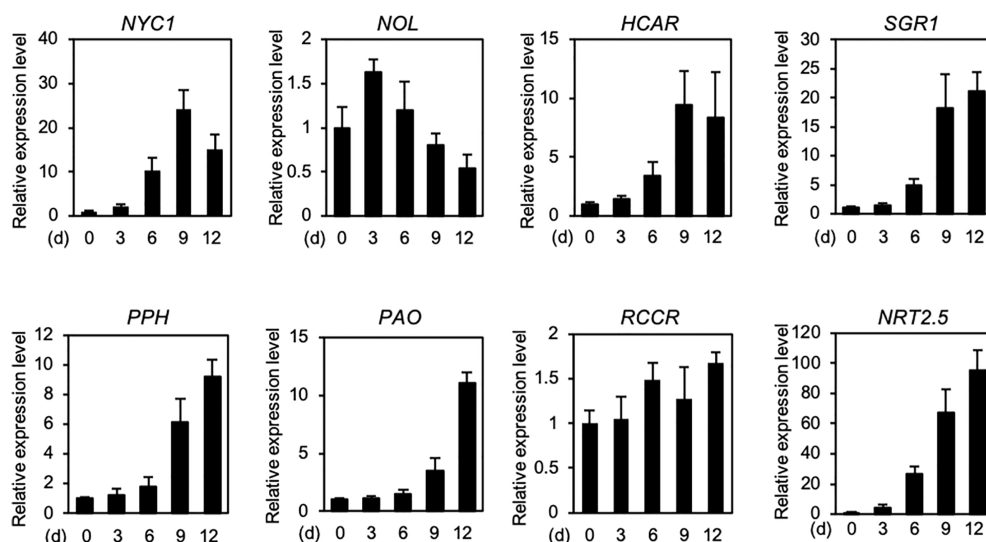 NYC1
Relative expression level
40
30
20
10
0
(d) 0 3 6 9 12
NOL
Relative expression level
2
1.5
1
0.5
0
(d) 0 3 6 9 12
HCAR
Relative expression level
15
10
5
0
(d) 0 3 6 9 12
SGR1
Relative expression level
30
25
20
15
10
5
0
(d) 0 3 6 9 12
PPH
Relative expression level
12
10
8
6
4
2
0
(d) 0 3 6 9 12
PAO
Relative expression level
15
10
5
0
(d) 0 3 6 9 12
RCCR
Relative expression level
2
1.5
1
0.5
0
(d) 0 3 6 9 12
NRT2.5
Relative expression level
120
100
80
60
40
20
0
(d) 0 3 6 9 12